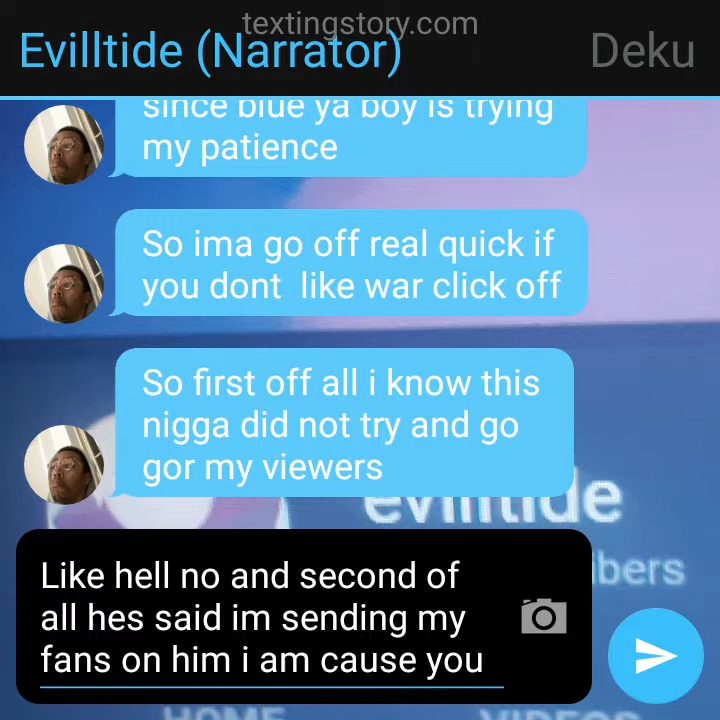 textingstory.com
Evilltide (Narrator)
Deku
since blue ya boy is trying
my patience
So ima go off real quick if
you dont like war click off
So first off all i know this
nigga did not try and go
gor my viewers
evilltide
bers
Like hell no and second of
all hes said im sending my
fans on him i am cause you
HOME
VIDEOS